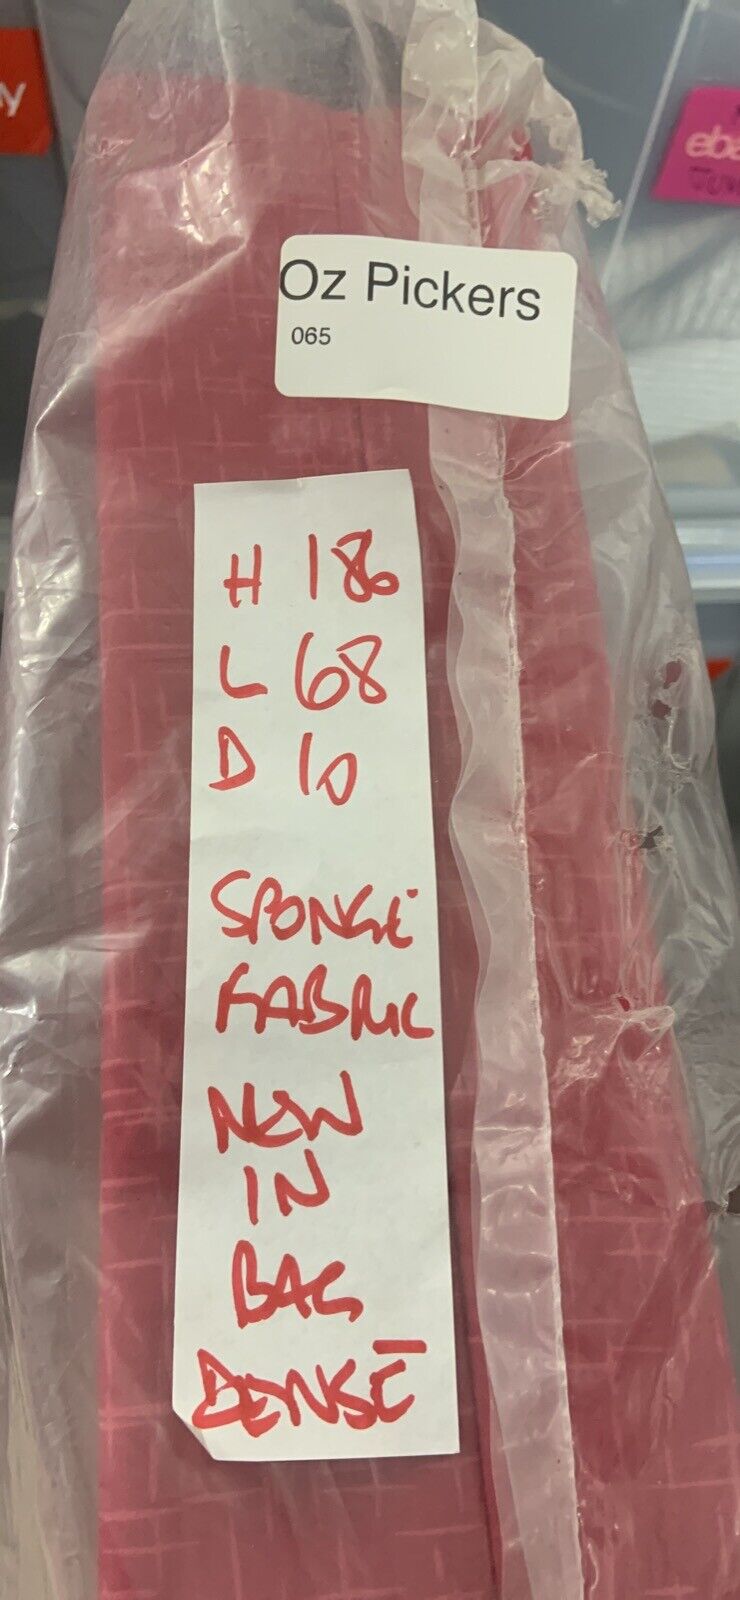 Oz Pickers
065
H 186
L 68
D 10
SPONGE
FABRIC
NEW
IN
BAG
DENSE